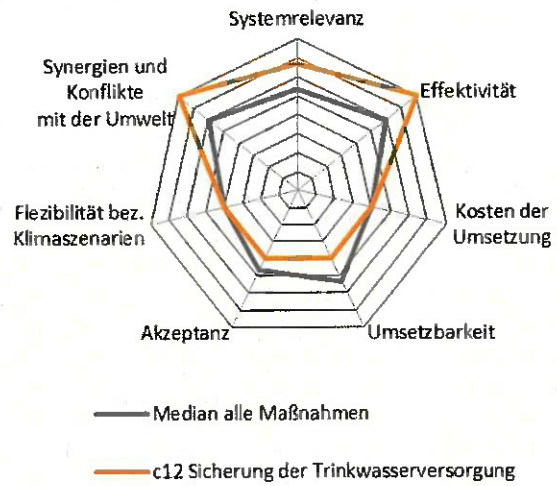 Systemrelevanz
Synergien und
Konflikte
mit der Umwelt
Effektivität
Flezibilität bez.
Klimaszenarien
Kosten der
Umsetzung
Akzeptanz
Umsetzbarkeit
Median alle Maßnahmen
c12 Sicherung der Trinkwasserversorgung